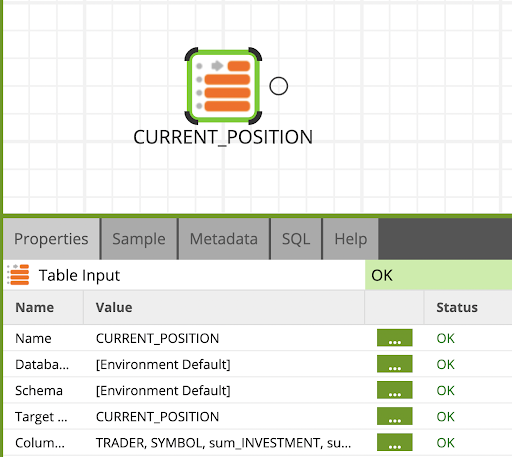 CURRENT_POSITION
Properties Sample Metadata SQL Help
Table Input OK
Name Value Status
Name CURRENT_POSITION ... OK
Databa... [Environment Default] ... OK
Schema [Environment Default] ... OK
Target ... CURRENT_POSITION ... OK
Colum... TRADER, SYMBOL, sum_INVESTMENT, su... ... OK